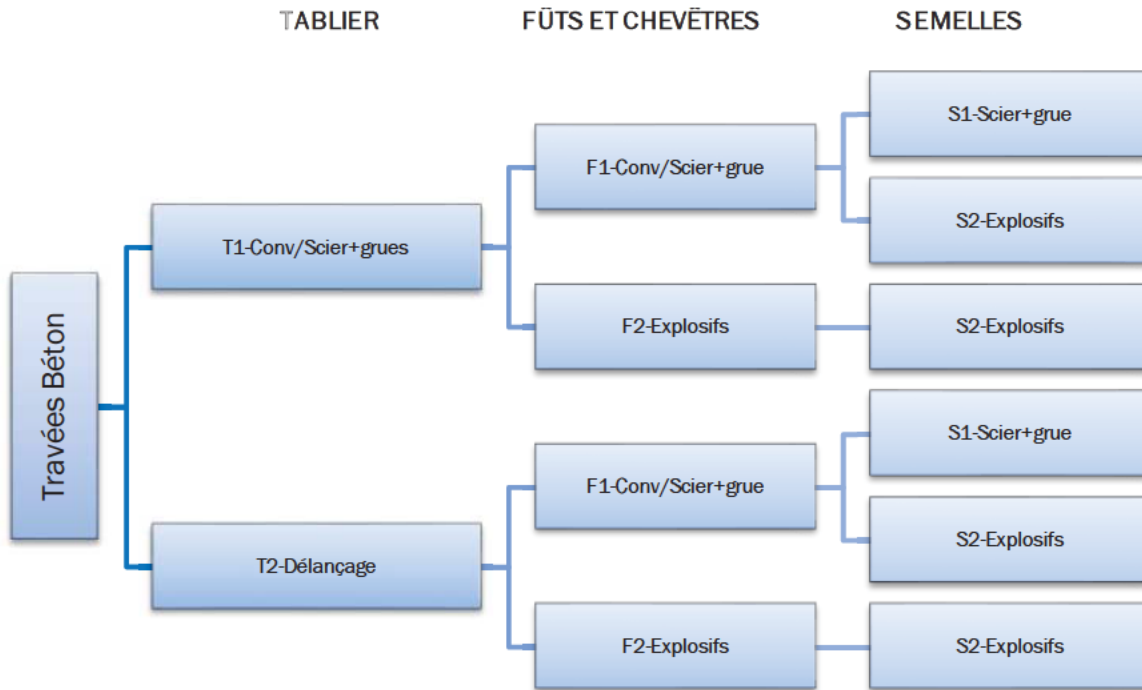 TABLIER
FÛTS ET CHEVÊTRES
SEMELLES
Travées Béton
T1-Conv/Scier+grues
F1-Conv/Scier+grue
S1-Scier+grue
S2-Explosifs
F2-Explosifs
S2-Explosifs
T2-Délançage
F1-Conv/Scier+grue
S1-Scier+grue
S2-Explosifs
F2-Explosifs
S2-Explosifs